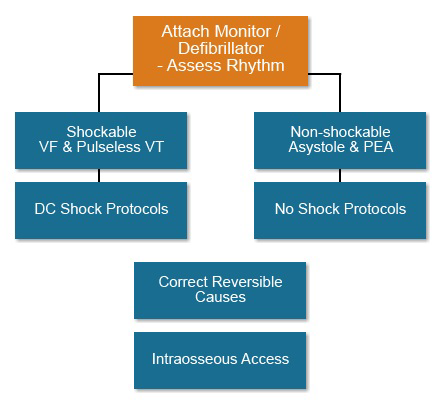 Attach Monitor /
Defibrillator
- Assess Rhythm
Shockable
VF & Pulseless VT
Non-shockable
Asystole & PEA
DC Shock Protocols
No Shock Protocols
Correct Reversible
Causes
Intraosseous Access